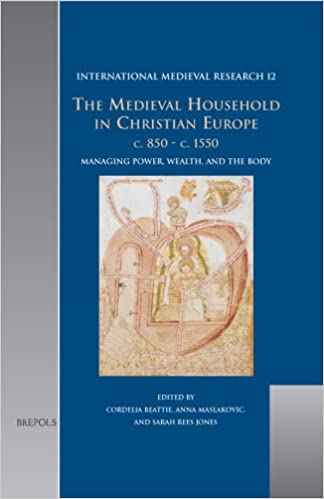 INTERNATIONAL MEDIEVAL RESEARCH 12
THE MEDIEVAL HOUSEHOLD
IN CHRISTIAN EUROPE
C. 850 - C. 1550
MANAGING POWER, WEALTH, AND THE BODY
EDITED BY
CORDELIA BEATTIE, ANNA MASLAKOVIC,
AND SARAH REES JONES
BREPOLS